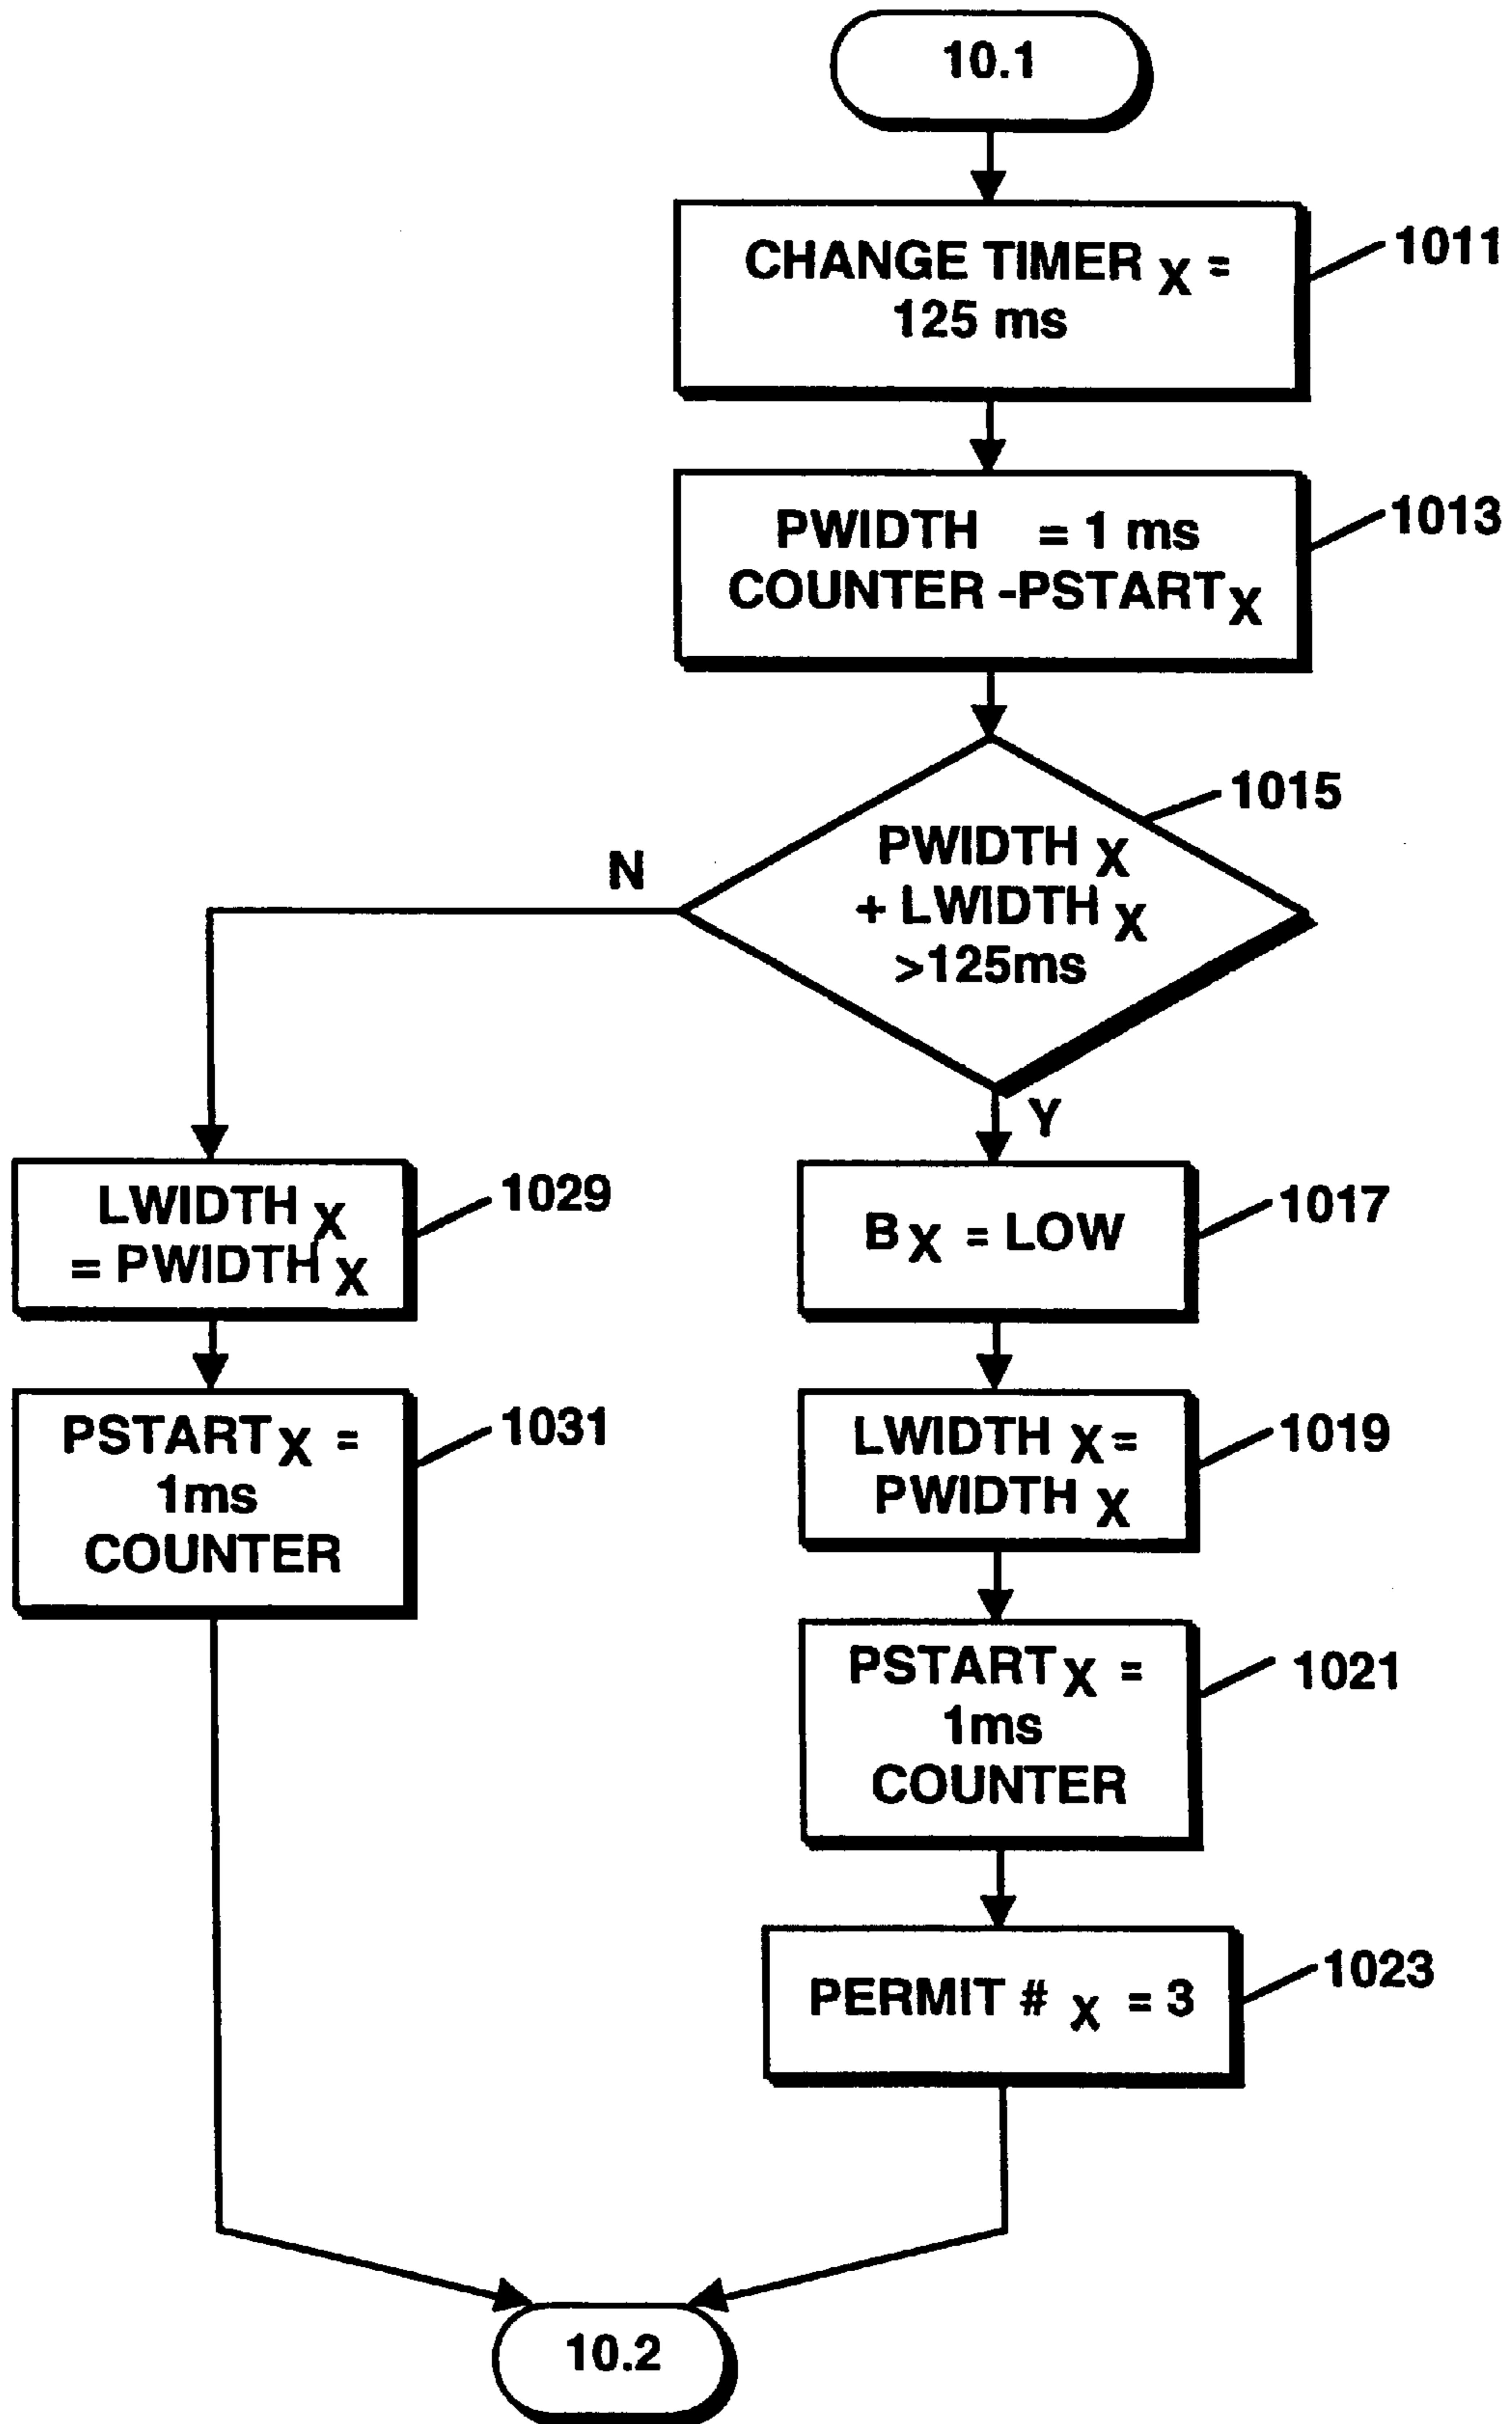 10.1
CHANGE TIMER X =
125 ms
1011
PWIDTH = 1 ms
COUNTER -PSTART X
1013
PWIDTH X
+ LWIDTH X
>125ms
1015
N
Y
LWIDTH X
= PWIDTH X
1029
B X = LOW
1017
PSTART X =
1ms
COUNTER
1031
LWIDTH X =
PWIDTH X
1019
PSTART X =
1ms
COUNTER
1021
PERMIT # X = 3
1023
10.2